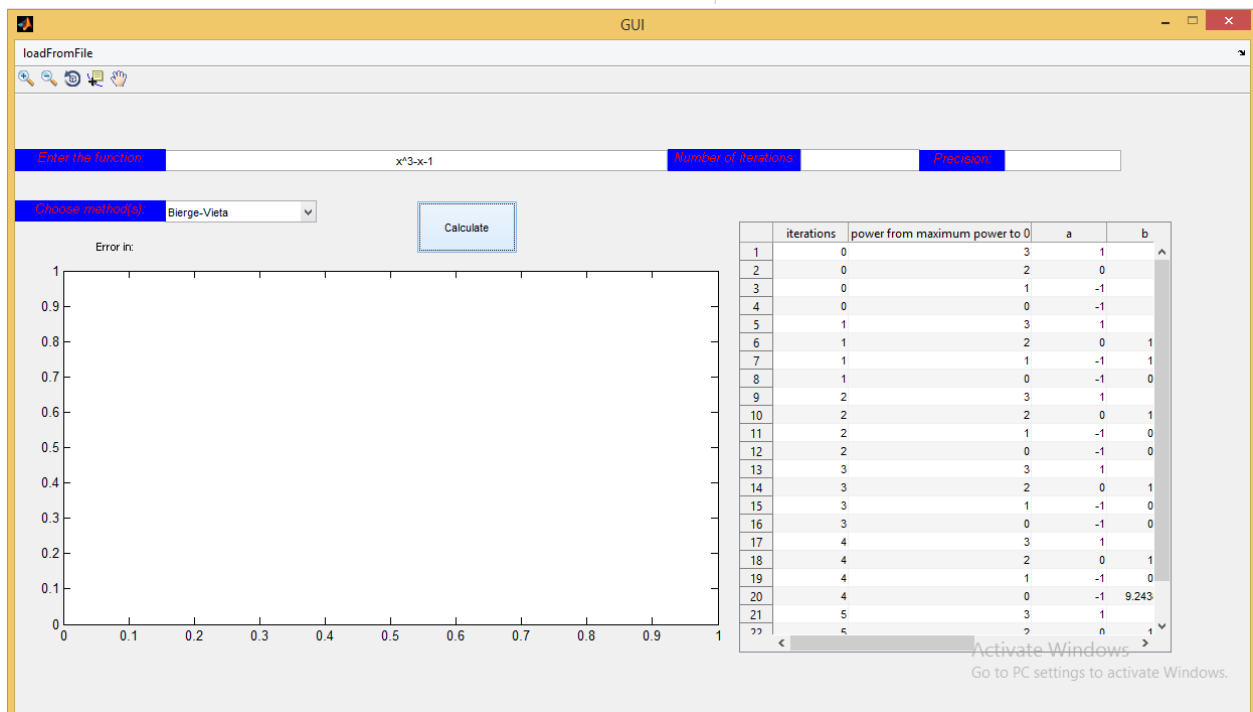 GUI
loadFromFile
Enter the function: x^3-x-1 Number of iterations: Precision:
Choose method(s): Bierge-Vieta
Calculate
Error in:
1
0.9
0.8
0.7
0.6
0.5
0.4
0.3
0.2
0.1
0
0 0.1 0.2 0.3 0.4 0.5 0.6 0.7 0.8 0.9 1
iterations power from maximum power to 0 a b
1 0 3 1
2 0 2 0
3 0 1 -1
4 0 0 -1
5 1 3 1
6 1 2 0 1
7 1 1 -1 1
8 1 0 -1 0
9 2 3 1
10 2 2 0 1
11 2 1 -1 0
12 2 0 -1 0
13 3 3 1
14 3 2 0 1
15 3 1 -1 0
16 3 0 -1 0
17 4 3 1
18 4 2 0 1
19 4 1 -1 0
20 4 0 -1 9.243
21 5 3 1
22 5 2 0 1
Activate Windows
Go to PC settings to activate Windows.